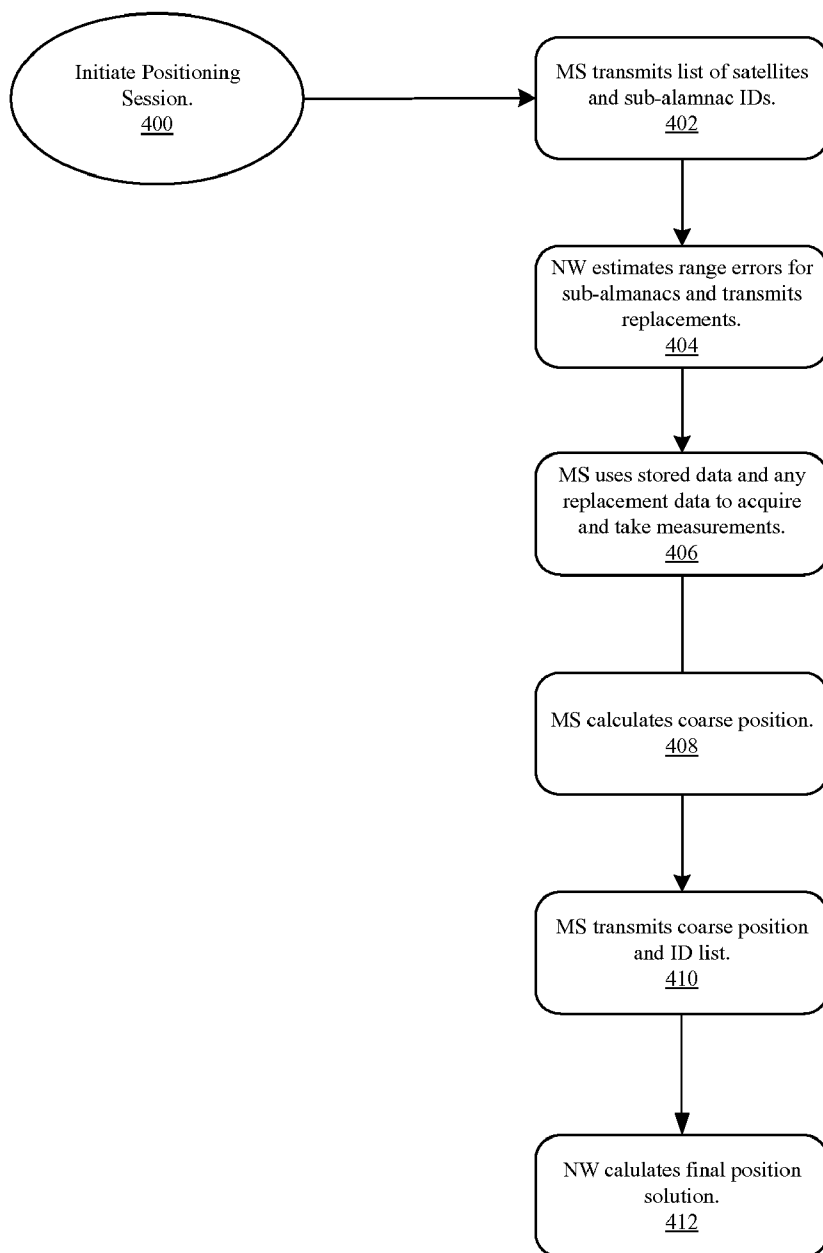 Initiate Positioning
Session.
400
MS transmits list of satellites
and sub-alamnac IDs.
402
NW estimates range errors for
sub-almanacs and transmits
replacements.
404
MS uses stored data and any
replacement data to acquire
and take measurements.
406
MS calculates coarse position.
408
MS transmits coarse position
and ID list.
410
NW calulates final position
solution.
412